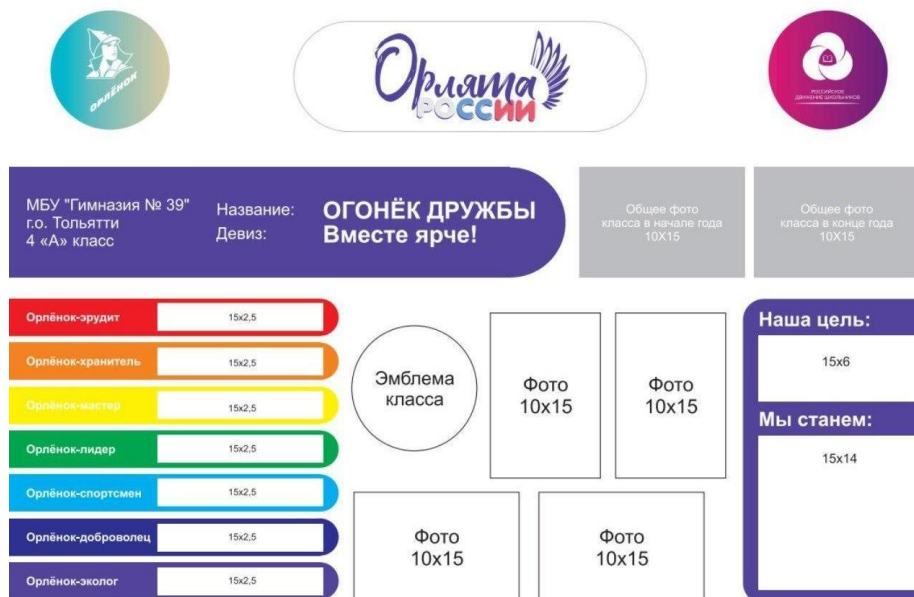 ОРЛЁНОК
Орлята
РОССИИ
РОССИЙСКОЕ
ДВИЖЕНИЕ ШКОЛЬНИКОВ
МБУ "Гимназия № 39"
г.о. Тольятти
4 «А» класс
Название: ОГОНЁК ДРУЖБЫ
Девиз: Вместе ярче!
Общее фото
класса в начале года
10Х15
Общее фото
класса в конце года
10Х15
Орлёнок-эрудит 15х2,5
Орлёнок-хранитель 15х2,5
Орлёнок-мастер 15х2,5
Орлёнок-лидер 15х2,5
Орлёнок-спортсмен 15х2,5
Орлёнок-доброволец 15х2,5
Орлёнок-эколог 15х2,5
Эмблема
класса
Фото
10х15
Фото
10х15
Фото
10х15
Фото
10х15
Наша цель:
15х6
Мы станем:
15х14